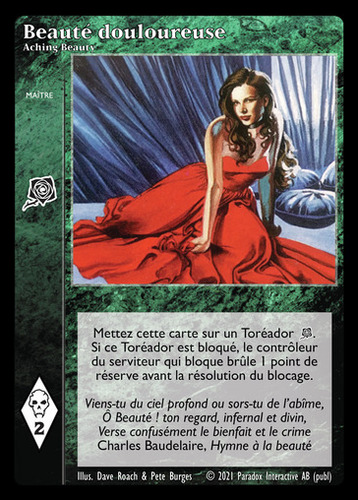 Beauté douloureuse
Aching Beauty
MAÎTRE
Mettez cette carte sur un Toréador.
Si ce Toréador est bloqué, le contrôleur
du serviteur qui bloque brûle 1 point de
réserve avant la résolution du blocage.
Viens-tu du ciel profond ou sors-tu de l'abîme,
Ô Beauté ! ton regard, infernal et divin,
Verse confusément le bienfait et le crime
Charles Baudelaire, Hymne à la beauté
2
Illus. Dave Roach & Pete Burges © 2021 Paradox Interactive AB (publ)